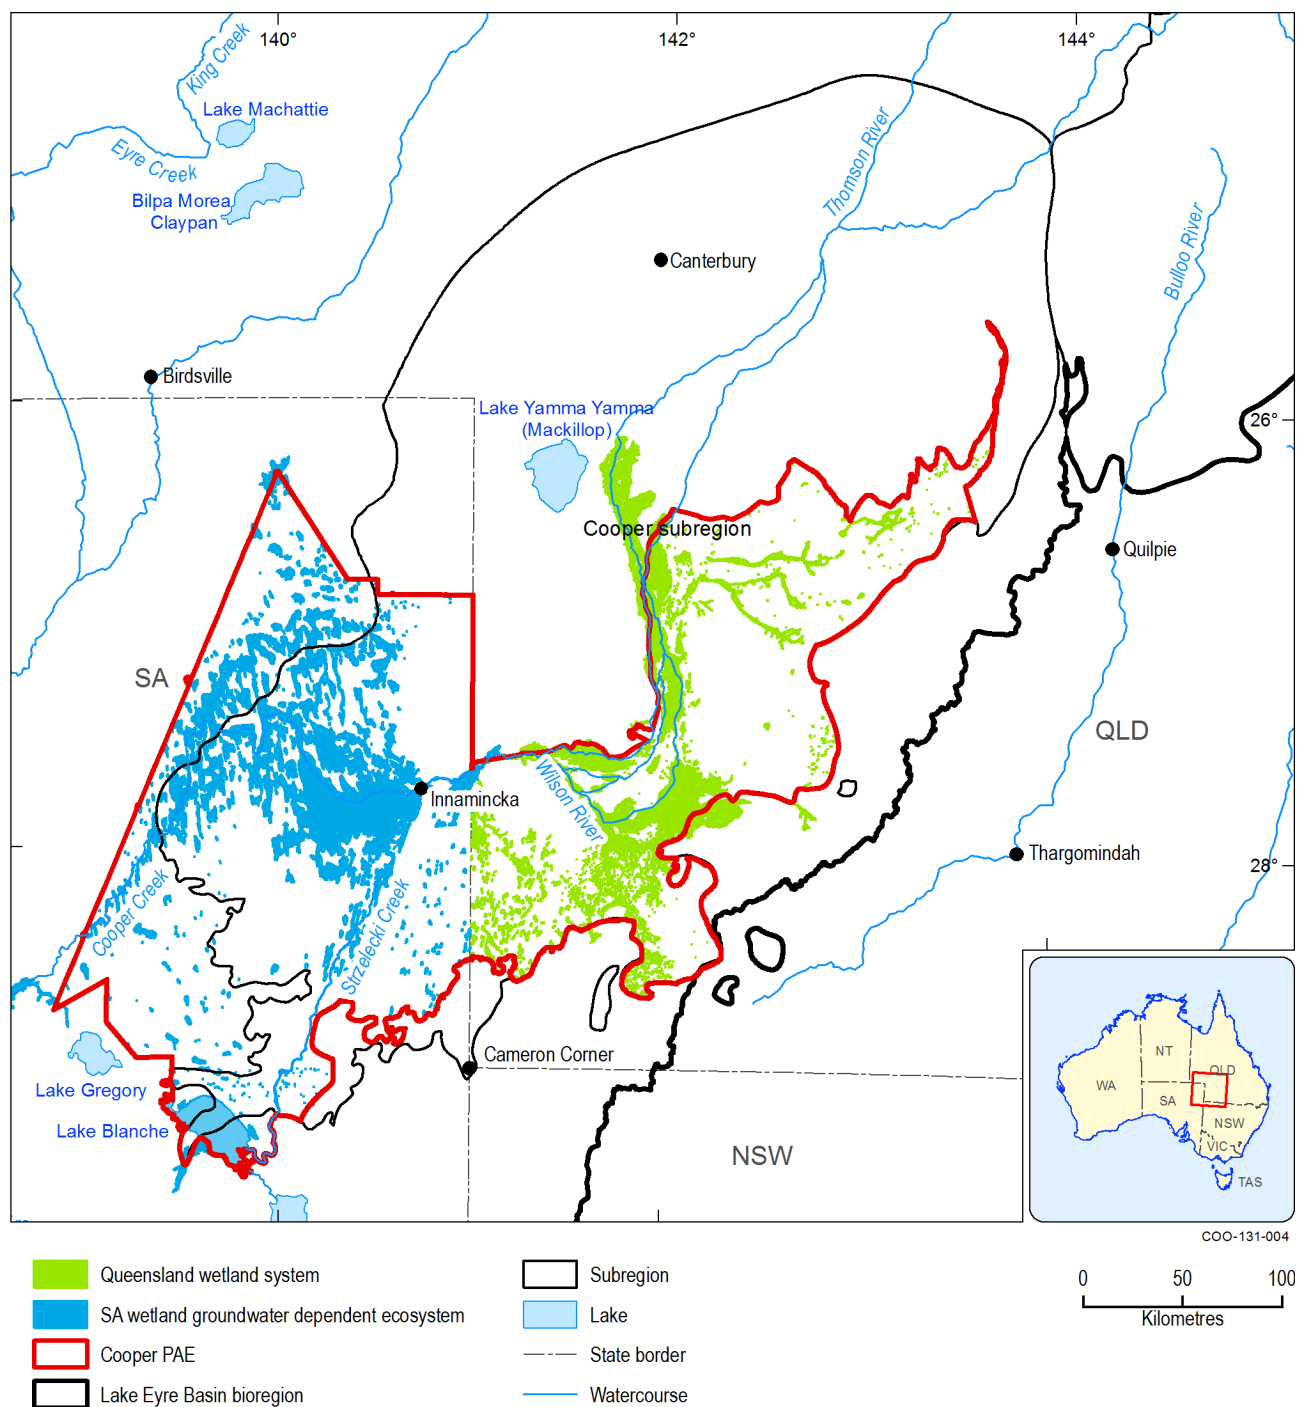 140°
142°
144°
King Creek
Lake Machattie
Eyre Creek
Bilpa Morea
Claypan
Thomson River
Bulloo River
Canterbury
Birdsville
Lake Yamma Yamma
(Mackillop)
26°
Cooper subregion
Quilpie
SA
QLD
Wilson River
Innamincka
Thargomindah
28°
Cooper Creek
Strzelecki Creek
Cameron Corner
Lake Gregory
Lake Blanche
NSW
NT
QLD
WA
SA
NSW
VIC
TAS
COO-131-004
Queensland wetland system
SA wetland groundwater dependent ecosystem
Cooper PAE
Lake Eyre Basin bioregion
Subregion
Lake
State border
Watercourse
0 50 100
Kilometres